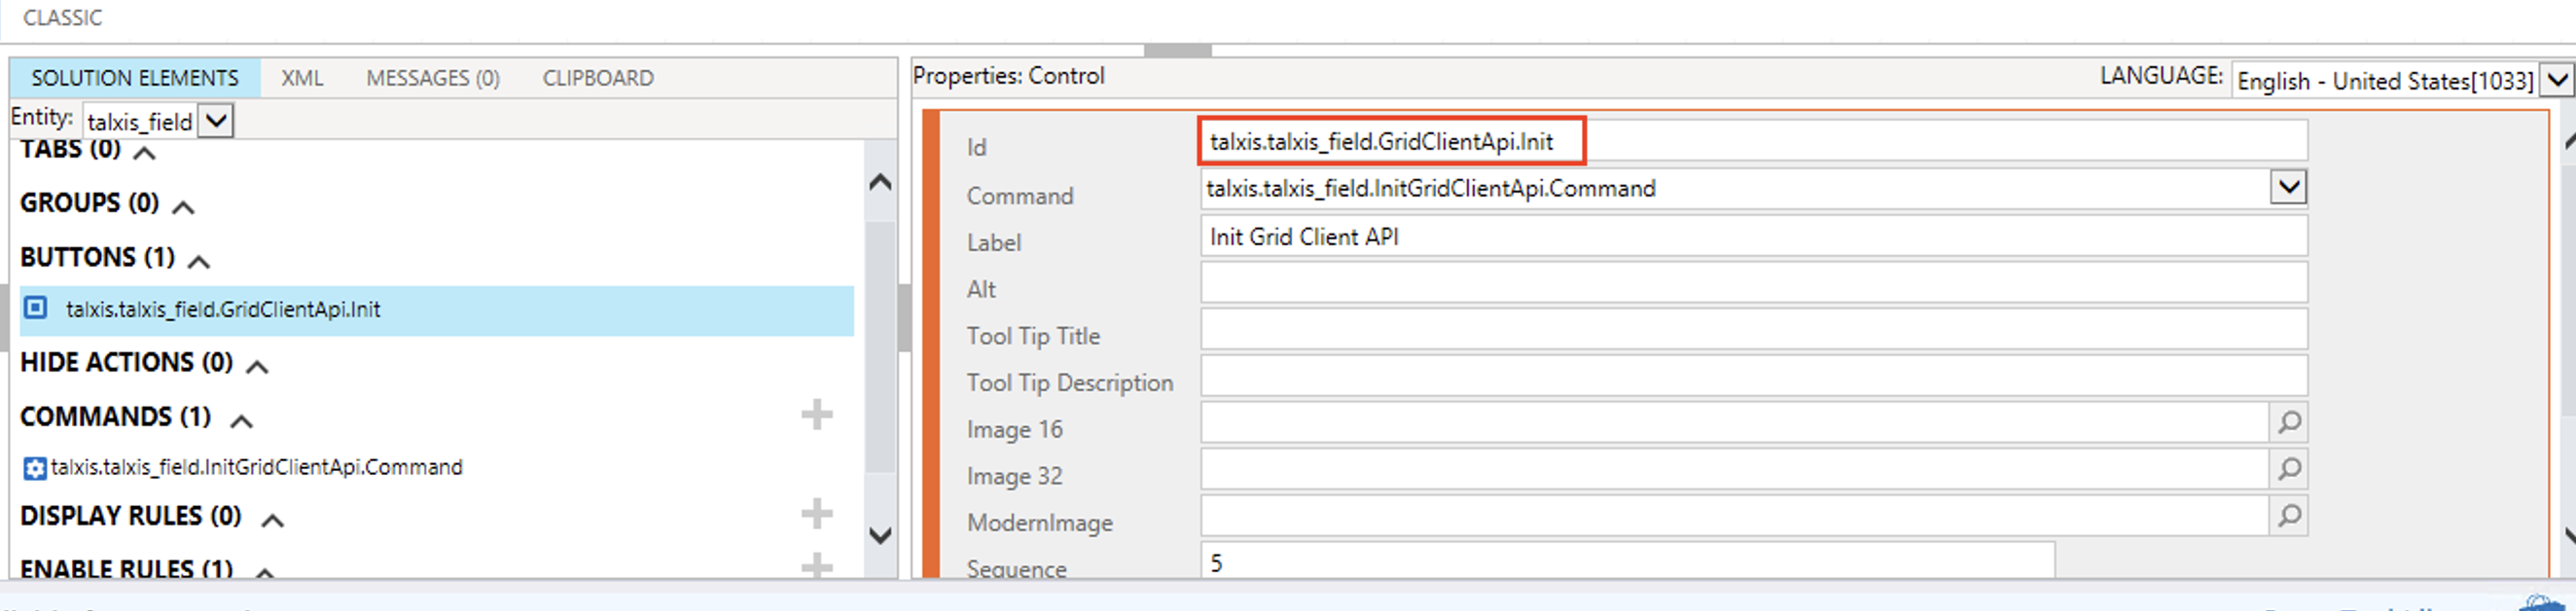 CLASSIC
SOLUTION ELEMENTS XML MESSAGES (0) CLIPBOARD
Entity: talxis_field
TABS (0)
GROUPS (0)
BUTTONS (1)
talxis.talxis_field.GridClientApi.Init
HIDE ACTIONS (0)
COMMANDS (1)
talxis.talxis_field.InitGridClientApi.Command
DISPLAY RULES (0)
ENABLE RULES (1)
Properties: Control LANGUAGE: English - United States[1033]
Id talxis.talxis_field.GridClientApi.Init
Command talxis.talxis_field.InitGridClientApi.Command
Label Init Grid Client API
Alt
Tool Tip Title
Tool Tip Description
Image 16
Image 32
ModernImage
Sequence 5